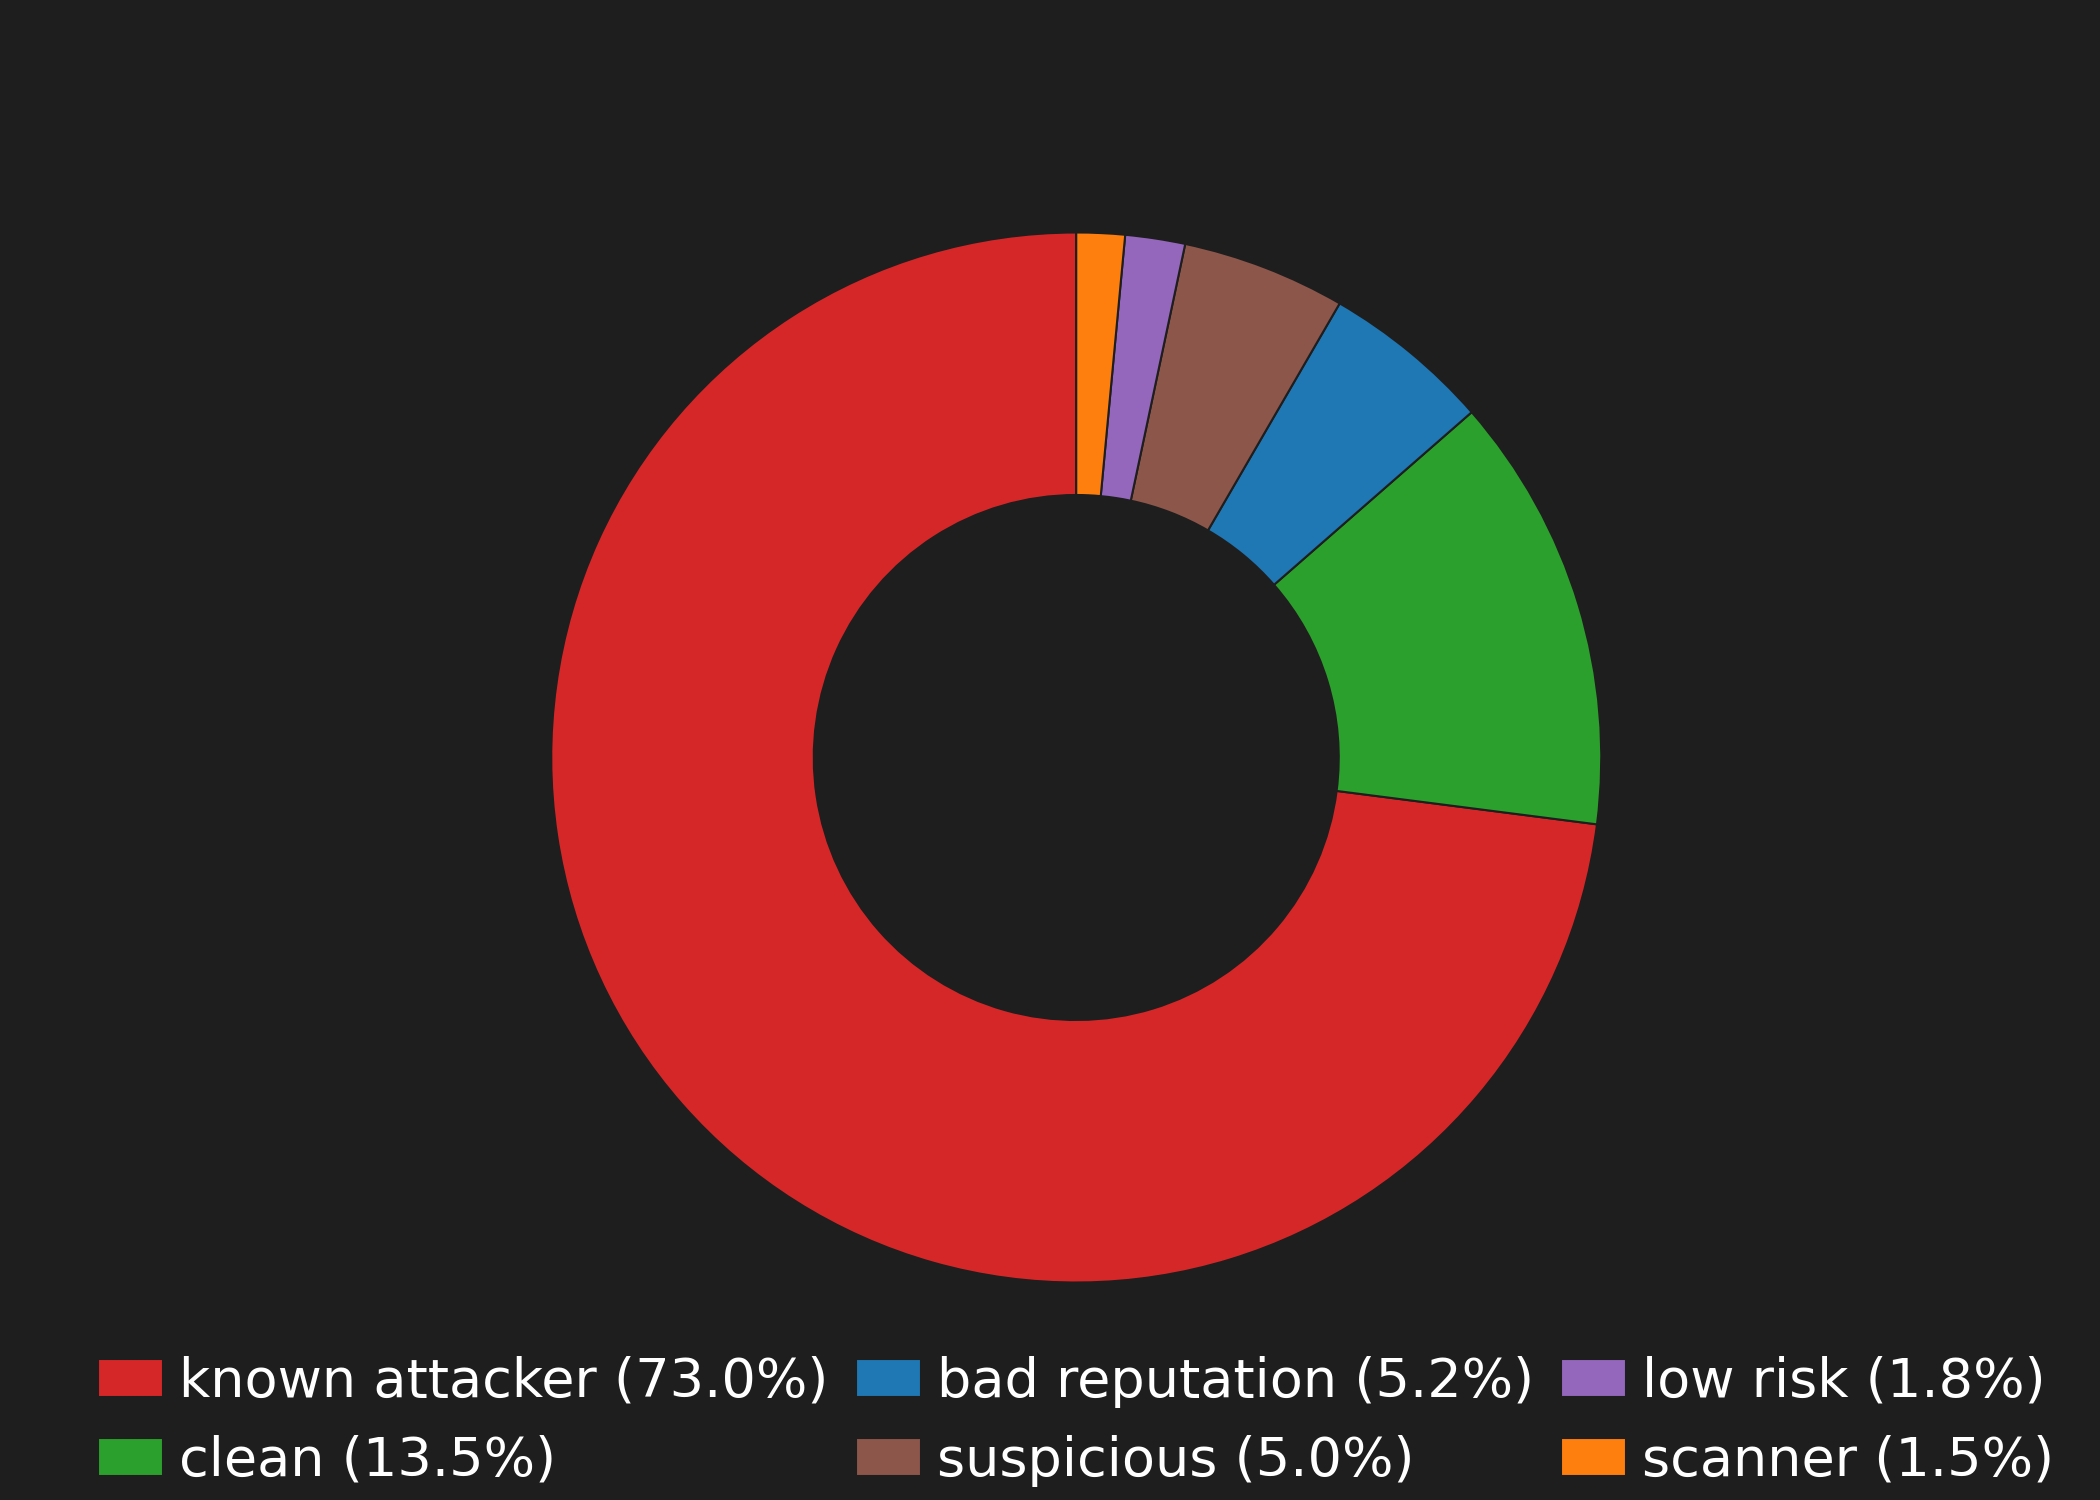 known attacker (73.0%) bad reputation (5.2%) low risk (1.8%)
clean (13.5%) suspicious (5.0%) scanner (1.5%)